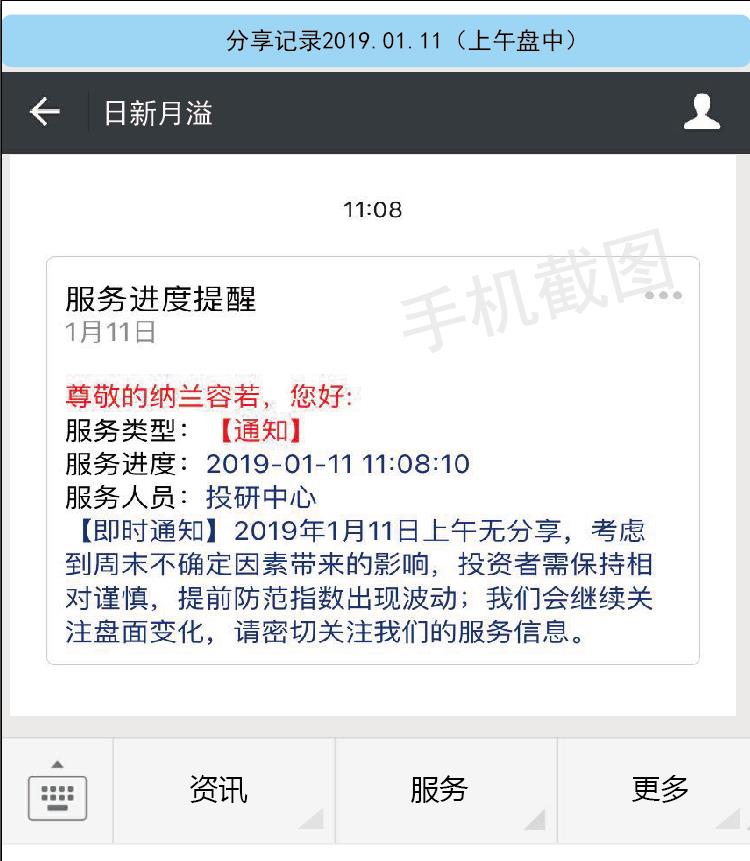 分享记录2019.01.11（上午盘中）
日新月溢
11:08
手机截图
服务进度提醒
1月11日
尊敬的纳兰容若，您好:
服务类型：【通知】
服务进度：2019-01-11 11:08:10
服务人员：投研中心
【即时通知】2019年1月11日上午无分享，考虑
到周末不确定因素带来的影响，投资者需保持相
对谨慎，提前防范指数出现波动；我们会继续关
注盘面变化，请密切关注我们的服务信息。
资讯
服务
更多